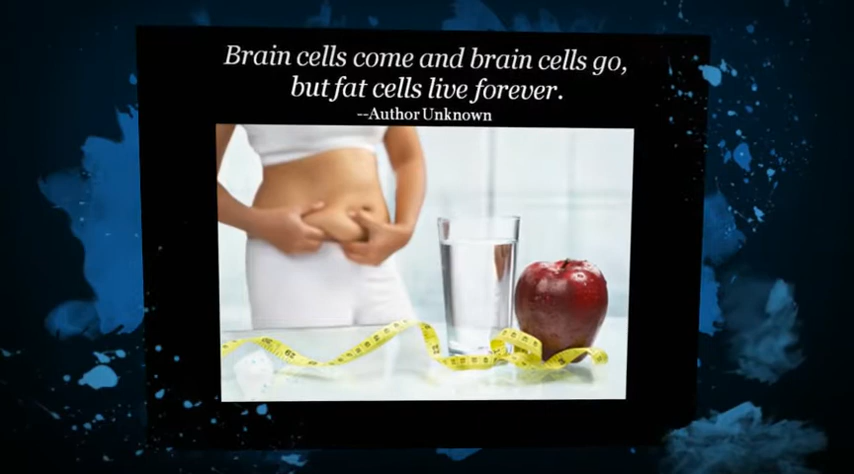 Brain cells come and brain cells go,
but fat cells live forever.
--Author Unknown